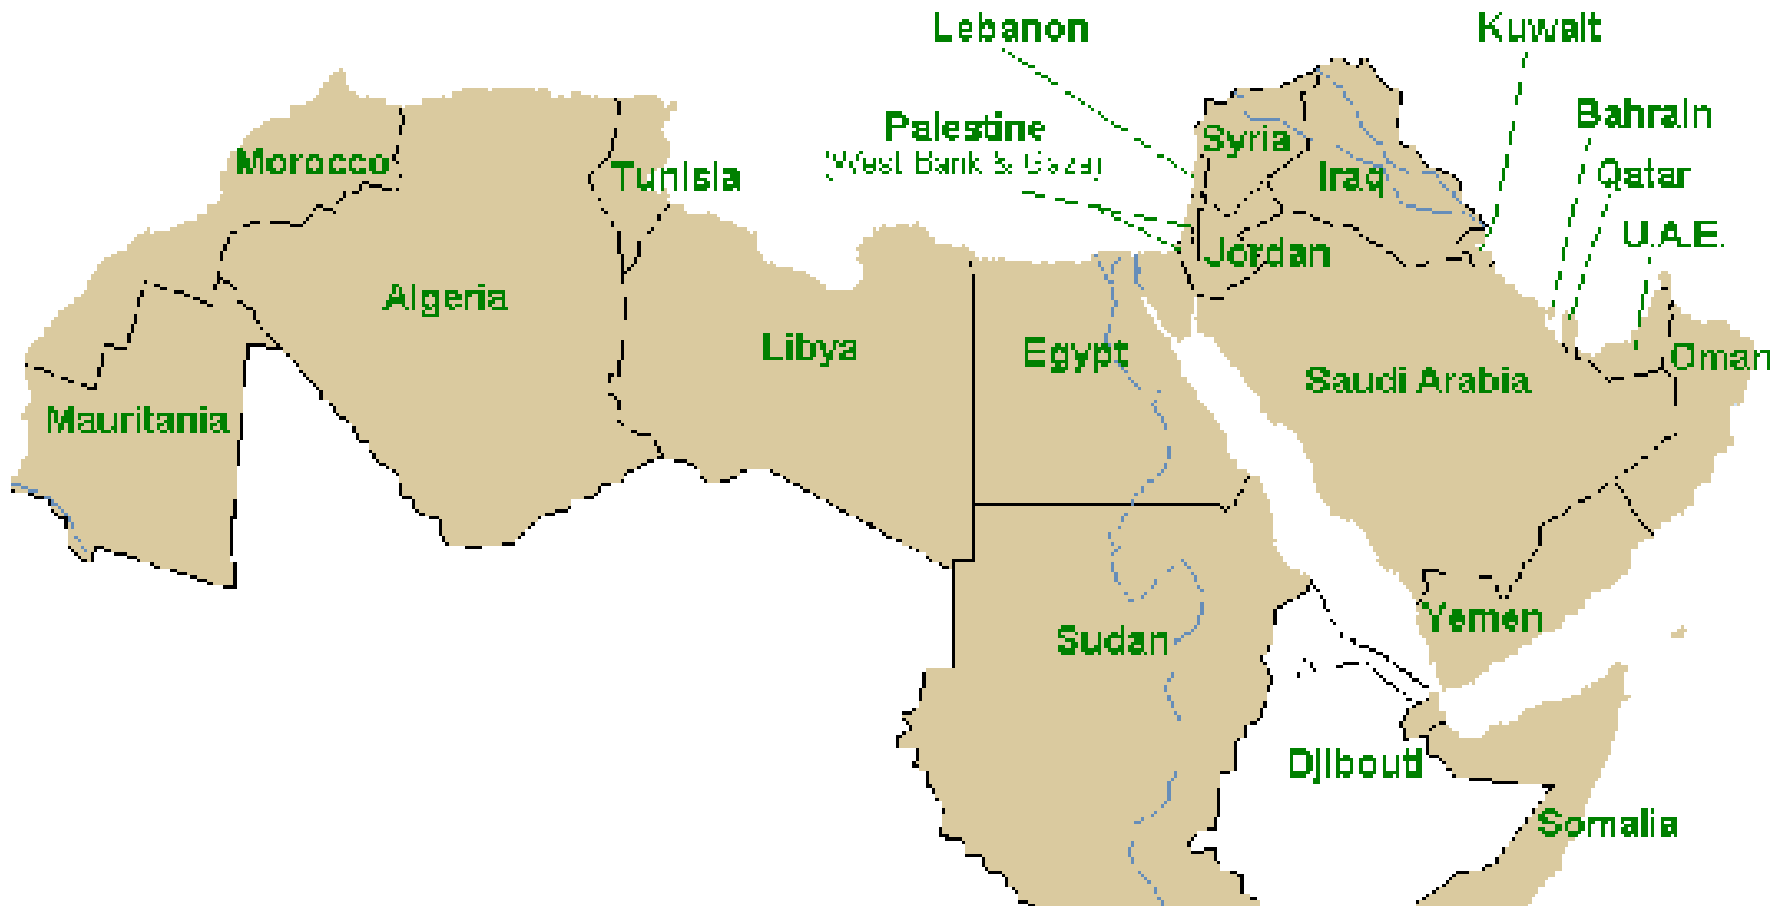 Lebanon
Kuwait
Bahrain
Palestine
(West Bank & Gaza)
Syria
Qatar
Morocco
Tunisia
Iraq
U.A.E.
Jordan
Algeria
Libya
Egypt
Oman
Saudi Arabia
Mauritania
Yemen
Sudan
Djibouti
Somalia